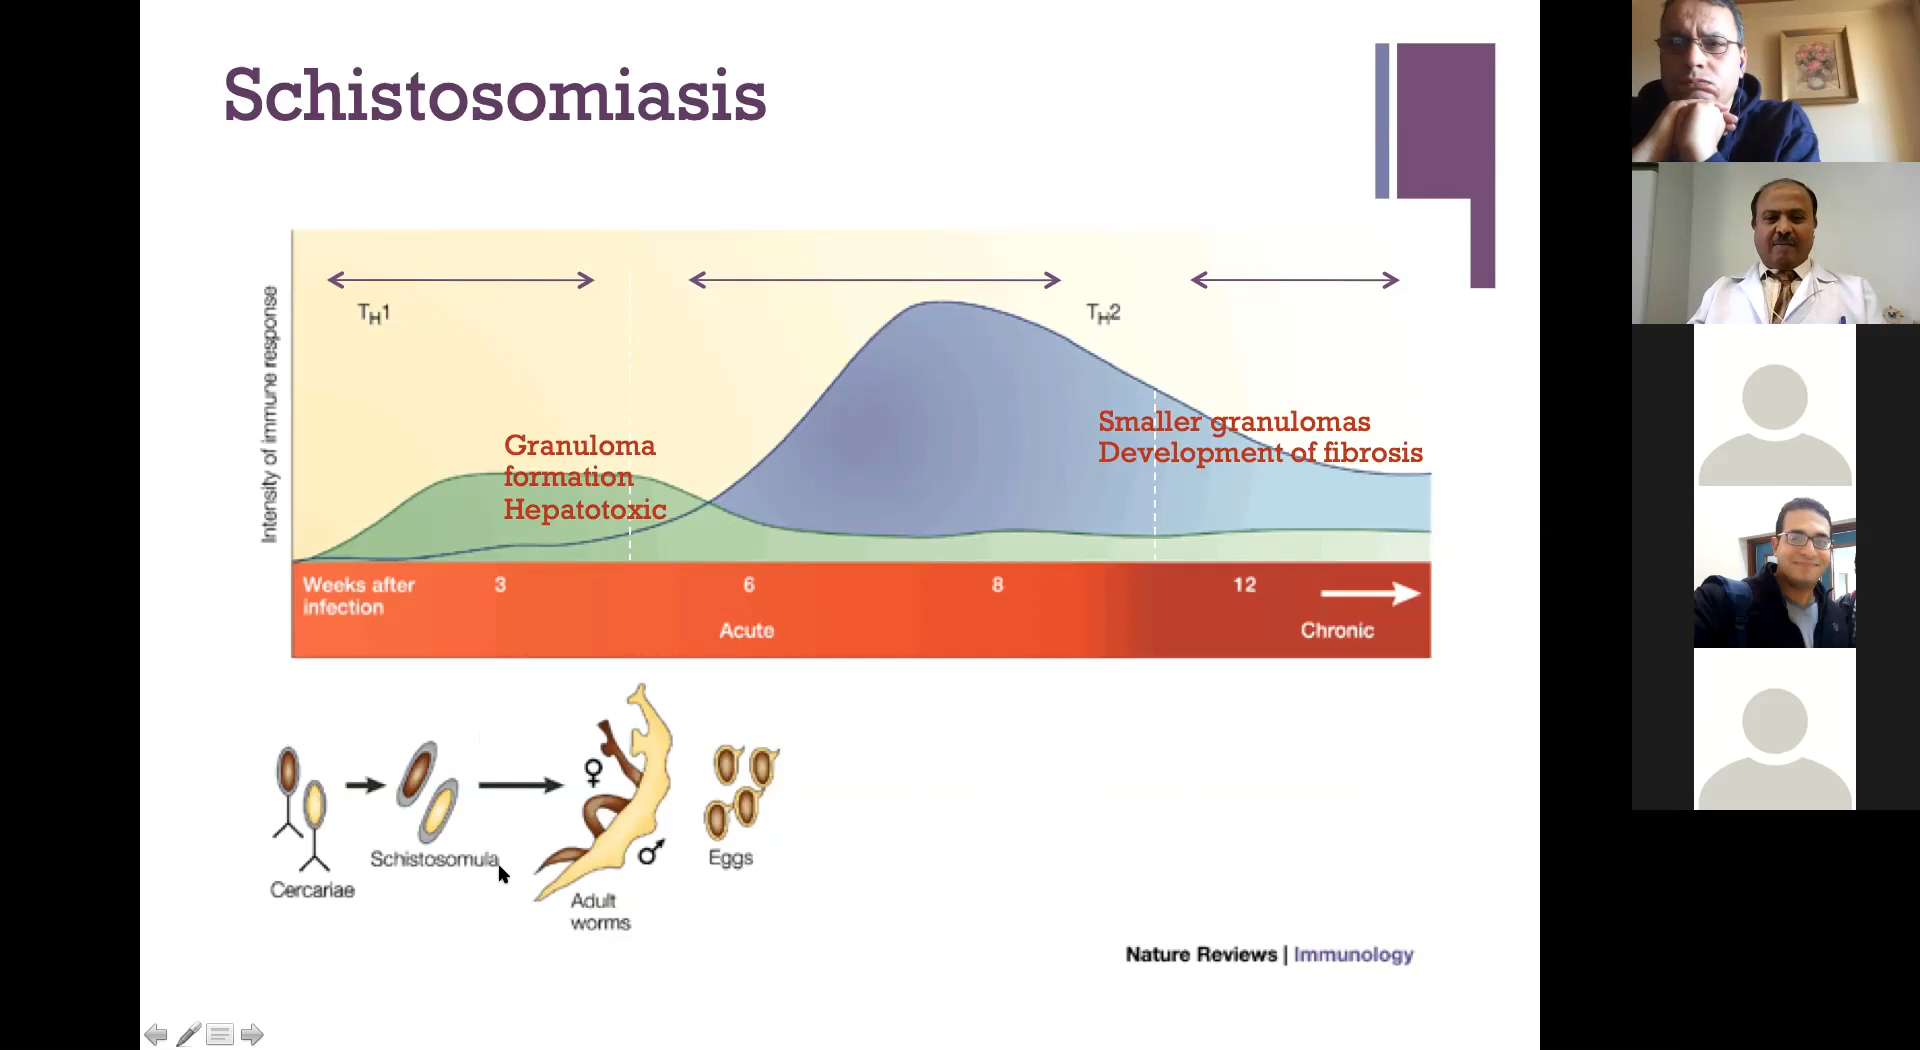 Schistosomiasis
Intensity of immune response
TH1
TH2
Granuloma
formation
Hepatotoxic
Smaller granulomas
Development of fibrosis
Weeks after
infection
3
6
8
12
Acute
Chronic
♀
♂
Schistosomula
Eggs
Cercariae
Adult
worms
Nature Reviews | Immunology